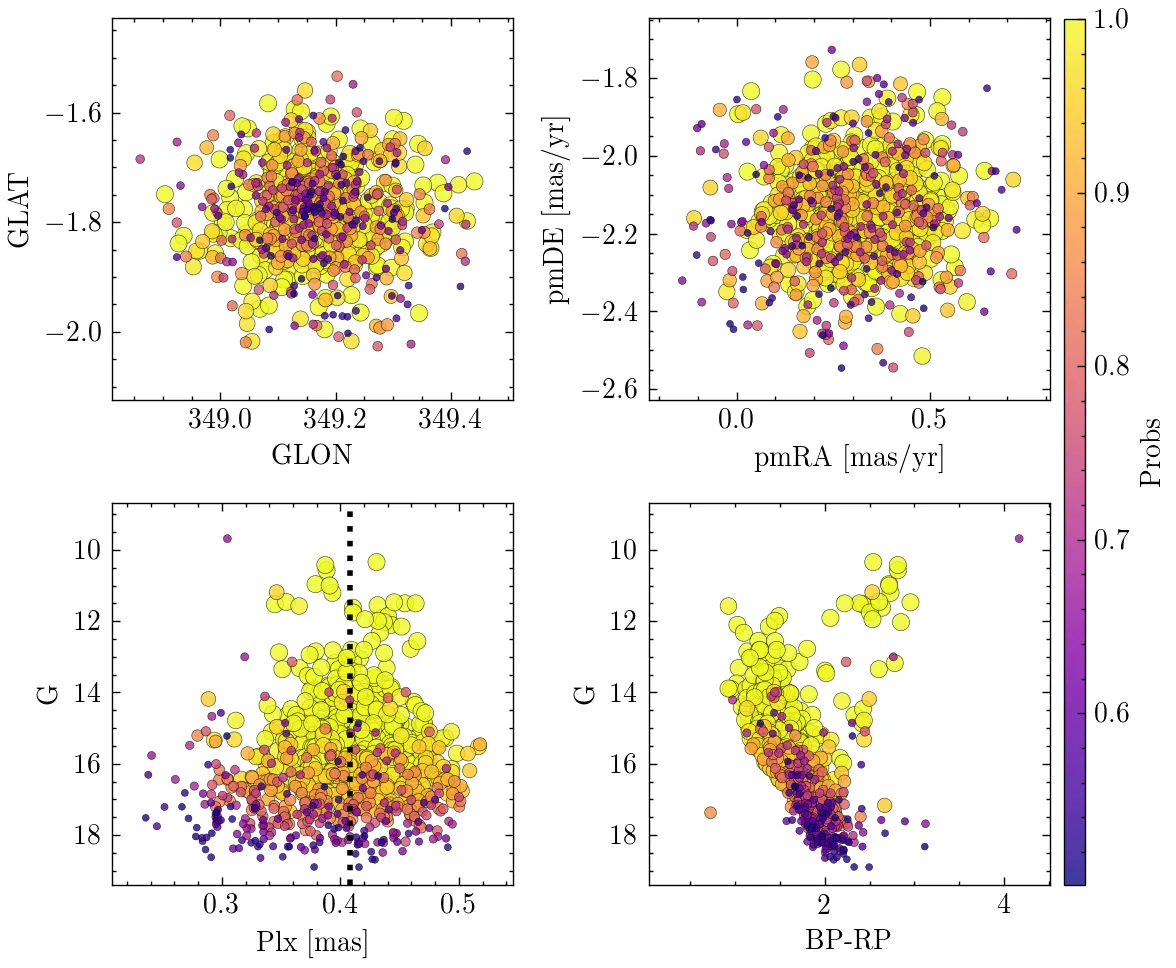 −1.6
−1.8
−2.0
GLAT
349.0 349.2 349.4
GLON
−1.8
−2.0
−2.2
−2.4
−2.6
pmDE [mas/yr]
0.0 0.5
pmRA [mas/yr]
10
12
14
16
18
G
0.3 0.4 0.5
Plx [mas]
10
12
14
16
18
G
2 4
BP-RP
1.0
0.9
0.8
0.7
0.6
Probs